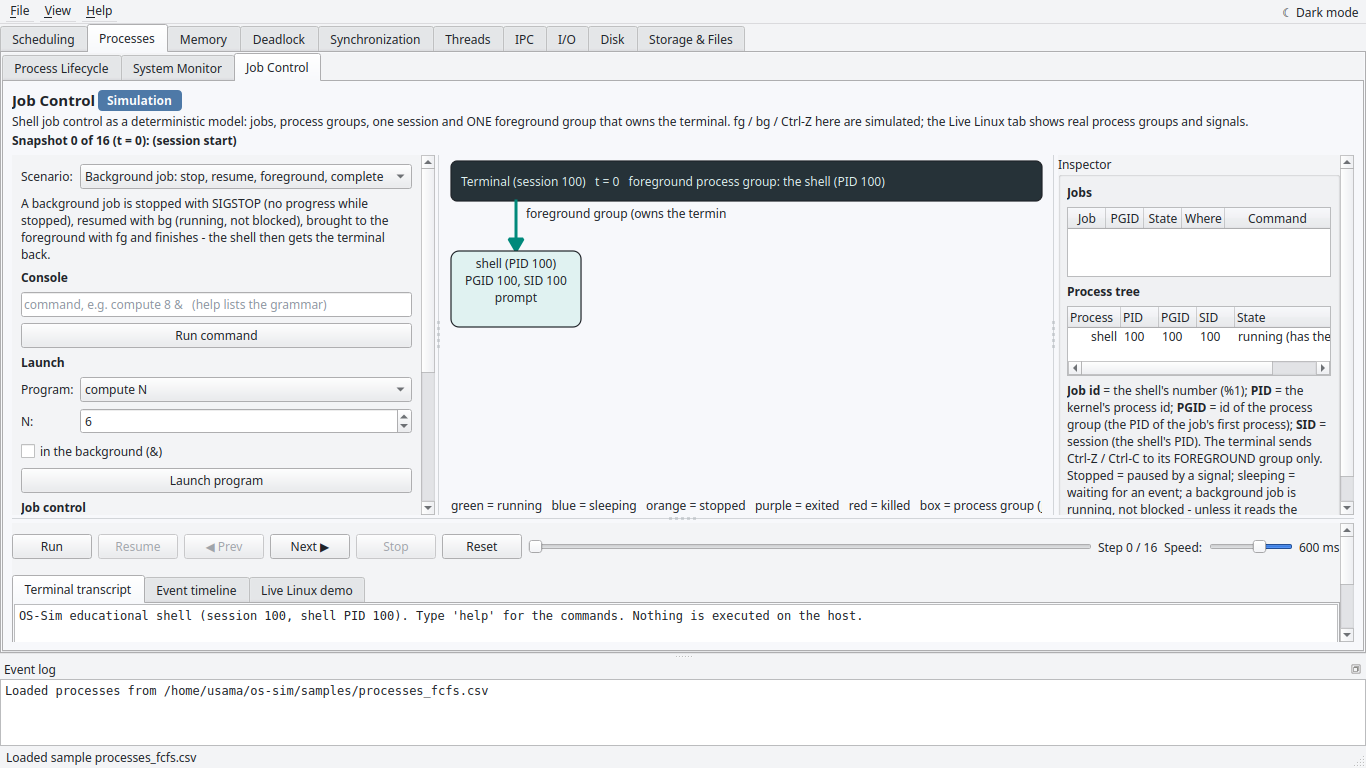 File View Help
Dark mode
Scheduling Processes Memory Deadlock Synchronization Threads IPC I/O Disk Storage & Files
Process Lifecycle System Monitor Job Control
Job Control Simulation
Shell job control as a deterministic model: jobs, process groups, one session and ONE foreground group that owns the terminal. fg / bg / Ctrl-Z here are simulated; the Live Linux tab shows real process groups and signals.
Snapshot 0 of 16 (t = 0): (session start)
Scenario: Background job: stop, resume, foreground, complete
A background job is stopped with SIGSTOP (no progress while
stopped), resumed with bg (running, not blocked), brought to the
foreground with fg and finishes - the shell then gets the terminal
back.
Console
command, e.g. compute 8 & (help lists the grammar)
Run command
Launch
Program: compute N
N: 6
in the background (&)
Launch program
Job control
Terminal (session 100) t = 0 foreground process group: the shell (PID 100)
foreground group (owns the termin
shell (PID 100)
PGID 100, SID 100
prompt
green = running blue = sleeping orange = stopped purple = exited red = killed box = process group (
Inspector
Jobs
Job PGID State Where Command
Process tree
Process PID PGID SID State
shell 100 100 100 running (has the
Job id = the shell's number (%1); PID = the
kernel's process id; PGID = id of the process
group (the PID of the job's first process); SID =
session (the shell's PID). The terminal sends
Ctrl-Z / Ctrl-C to its FOREGROUND group only.
Stopped = paused by a signal; sleeping =
waiting for an event; a background job is
running, not blocked - unless it reads the
Run Resume ◀ Prev Next ▶ Stop Reset Step 0 / 16 Speed: 600 ms
Terminal transcript Event timeline Live Linux demo
OS-Sim educational shell (session 100, shell PID 100). Type 'help' for the commands. Nothing is executed on the host.
Event log
Loaded processes from /home/usama/os-sim/samples/processes_fcfs.csv
Loaded sample processes_fcfs.csv